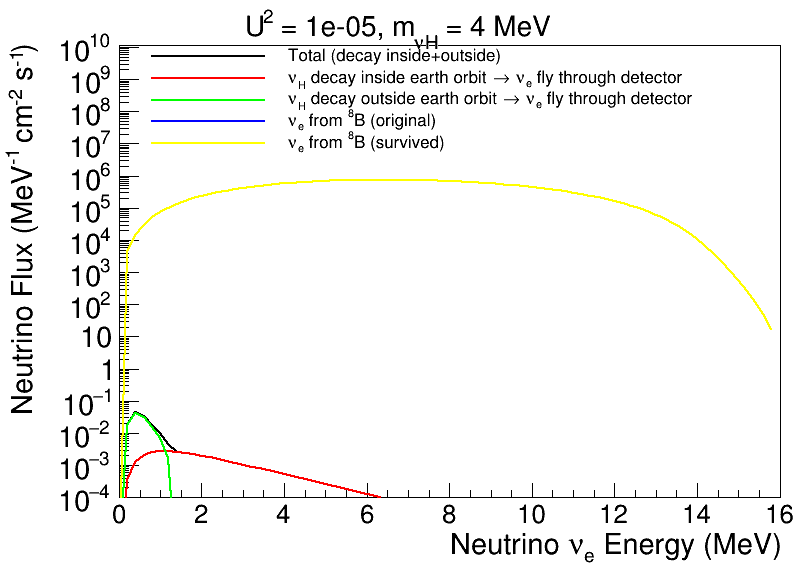 U² = 1e-05, m_νH = 4 MeV
Total (decay inside+outside)
ν_H decay inside earth orbit → ν_e fly through detector
ν_H decay outside earth orbit → ν_e fly through detector
ν_e from ⁸B (original)
ν_e from ⁸B (survived)
Neutrino Flux (MeV⁻¹ cm⁻² s⁻¹)
10¹⁰
10⁹
10⁸
10⁷
10⁶
10⁵
10⁴
10³
10²
10
1
10⁻¹
10⁻²
10⁻³
10⁻⁴
0 2 4 6 8 10 12 14 16
Neutrino ν_e Energy (MeV)